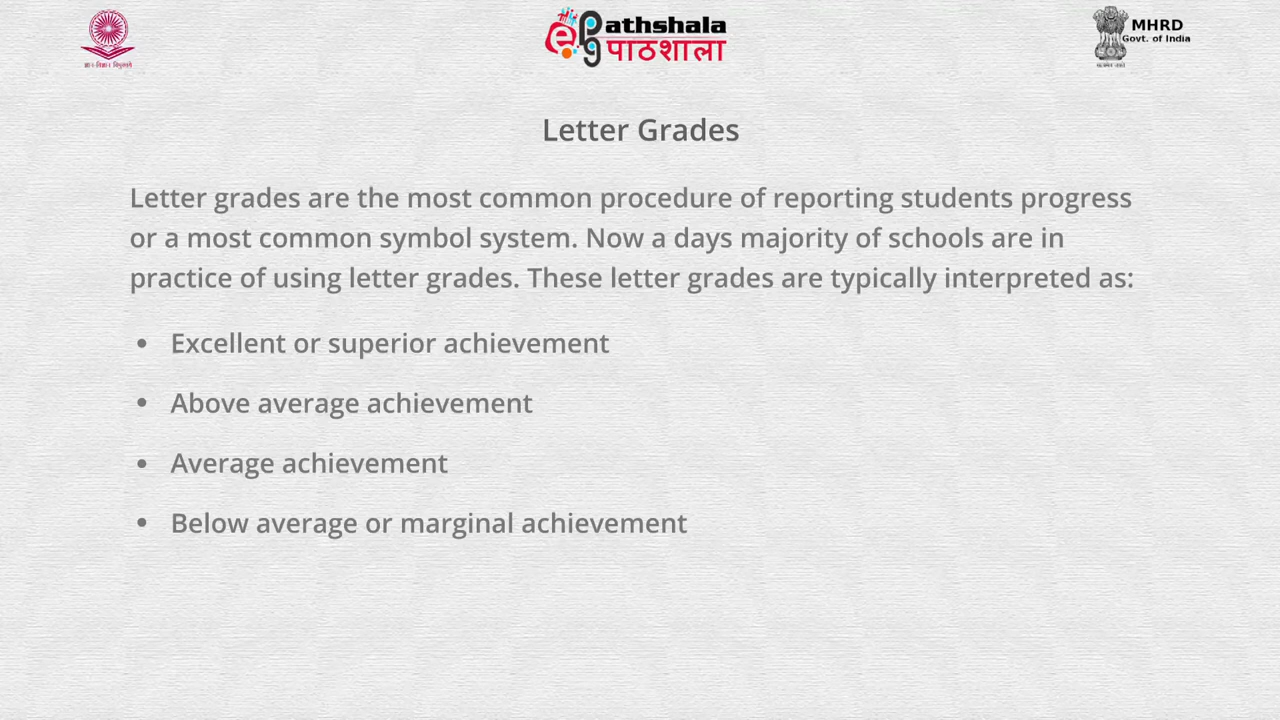 athshala
पाठशाला
MHRD
Govt. of India
Letter Grades
Letter grades are the most common procedure of reporting students progress
or a most common symbol system. Now a days majority of schools are in
practice of using letter grades. These letter grades are typically interpreted as:
• Excellent or superior achievement
• Above average achievement
• Average achievement
• Below average or marginal achievement